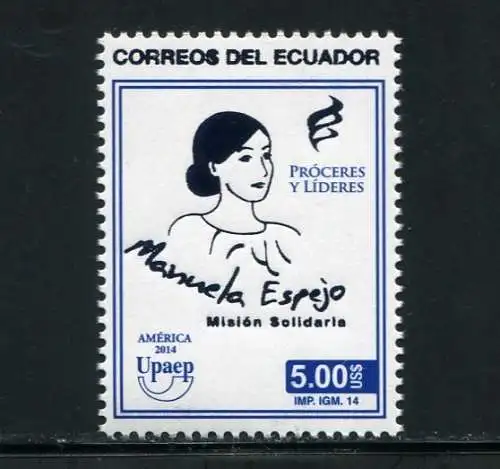 CORREOS DEL ECUADOR
PRÓCERES
Y LÍDERES
Manuela Espejo
Misión Solidaria
AMÉRICA
2014
Upaep
5.00 US$
IMP. IGM. 14